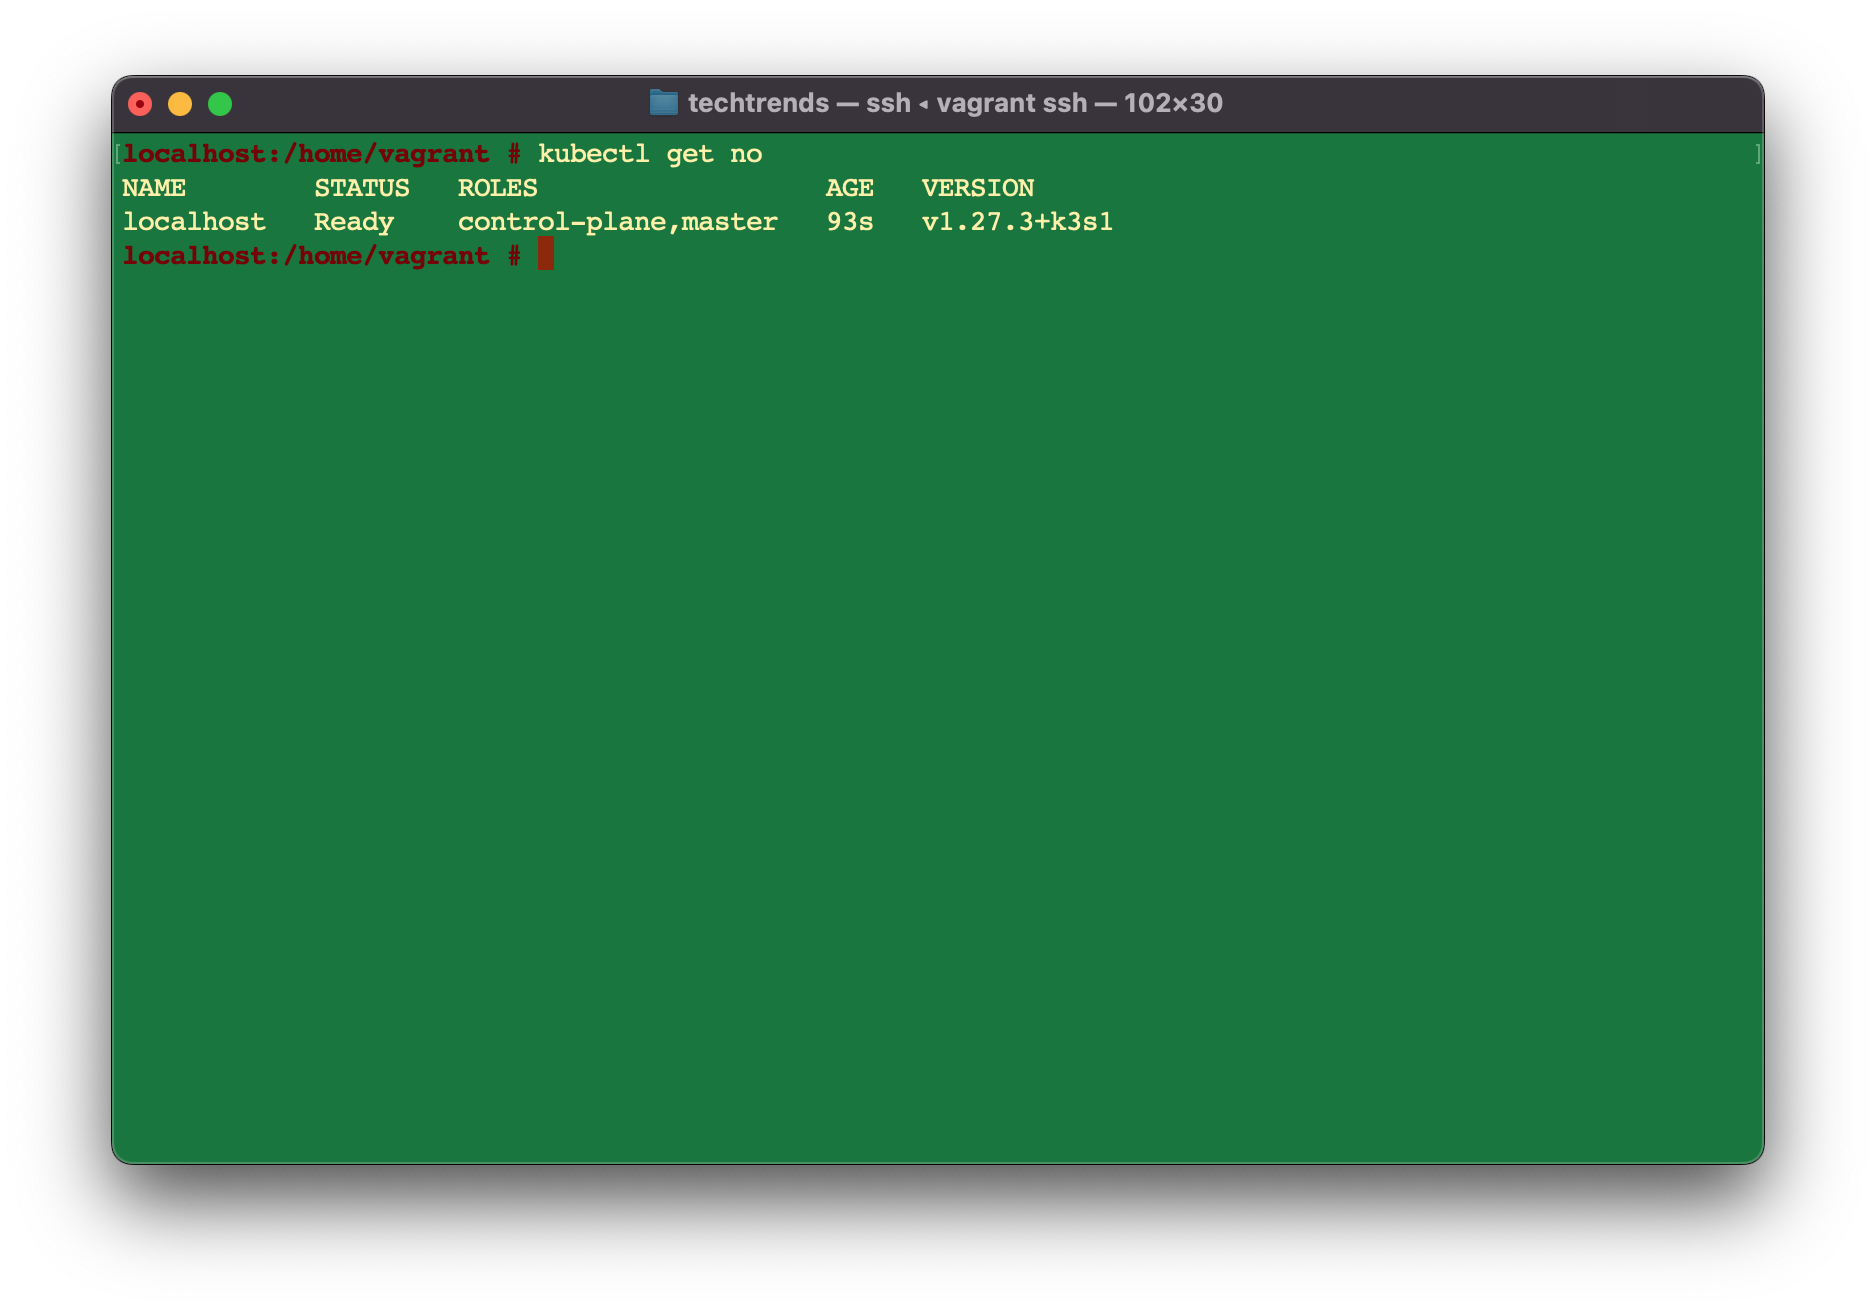 techtrends — ssh ◂ vagrant ssh — 102×30
[localhost:/home/vagrant # kubectl get no ]
NAME        STATUS   ROLES                  AGE   VERSION
localhost   Ready    control-plane,master   93s   v1.27.3+k3s1
localhost:/home/vagrant #